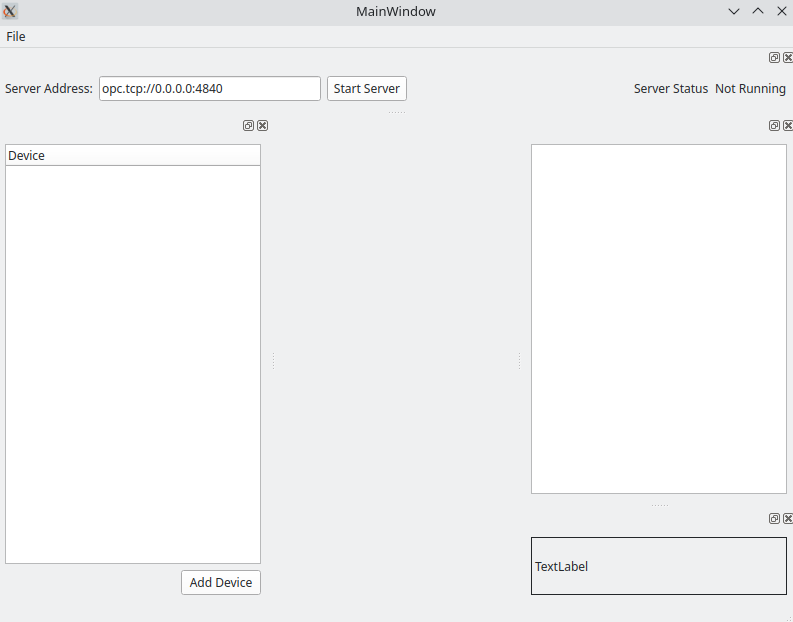 MainWindow
File
Server Address: opc.tcp://0.0.0.0:4840 Start Server Server Status Not Running
Device
Add Device
TextLabel